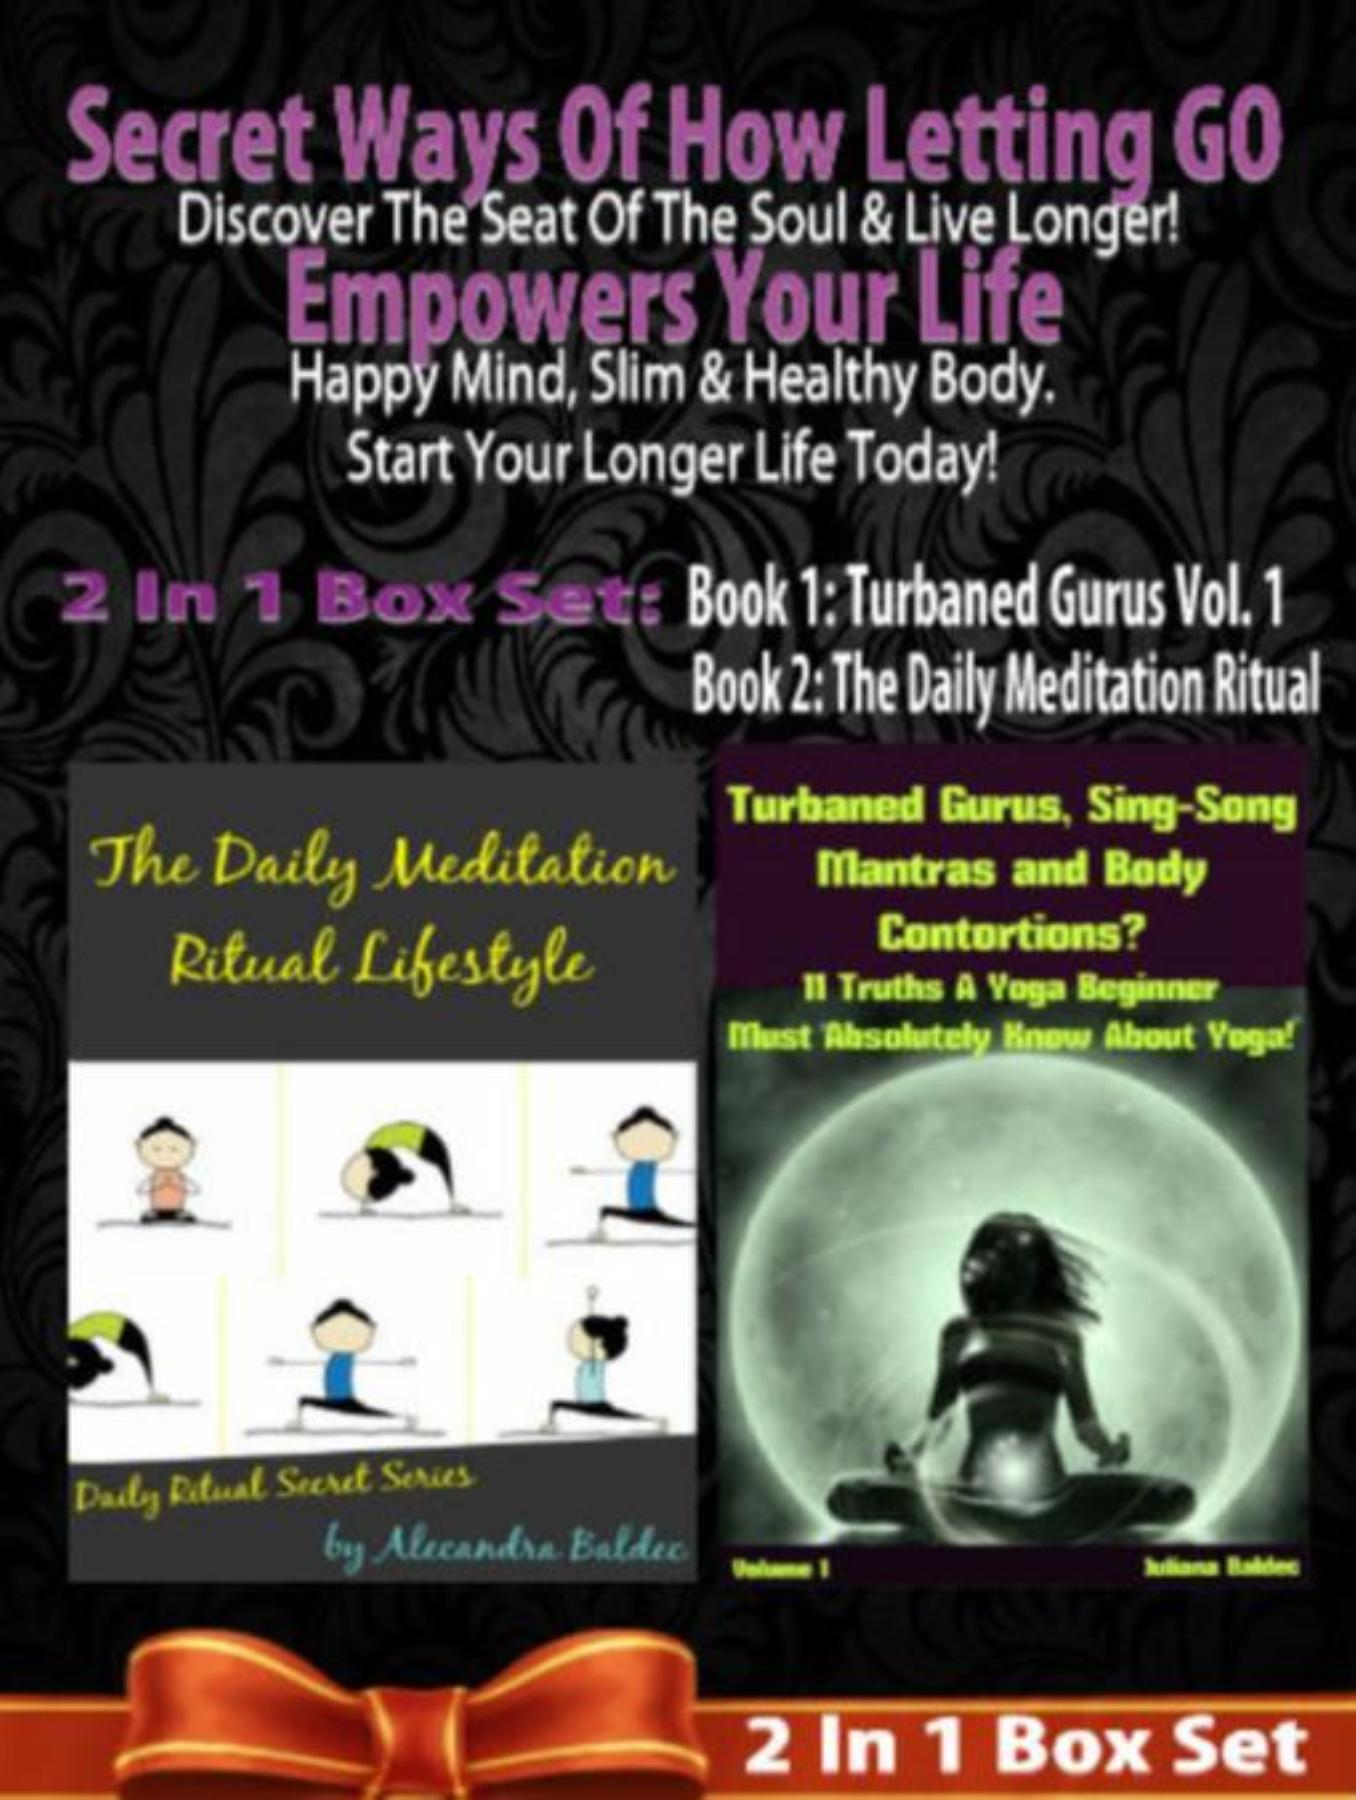 Secret Ways Of How Letting GO
Discover The Seat Of The Soul & Live Longer!
Empowers Your Life
Happy Mind, Slim & Healthy Body.
Start Your Longer Life Today!
2 In 1 Box Set: Book 1: Turbaned Gurus Vol. 1
Book 2: The Daily Meditation Ritual
The Daily Meditation
Ritual Lifestyle
Daily Ritual Secret Series
by Alecandra Baldec
Turbaned Gurus, Sing-Song
Mantras and Body
Contortions?
11 Truths A Yoga Beginner
Must Absolutely Know About Yoga!
Volume 1
Juliana Baldec
2 In 1 Box Set